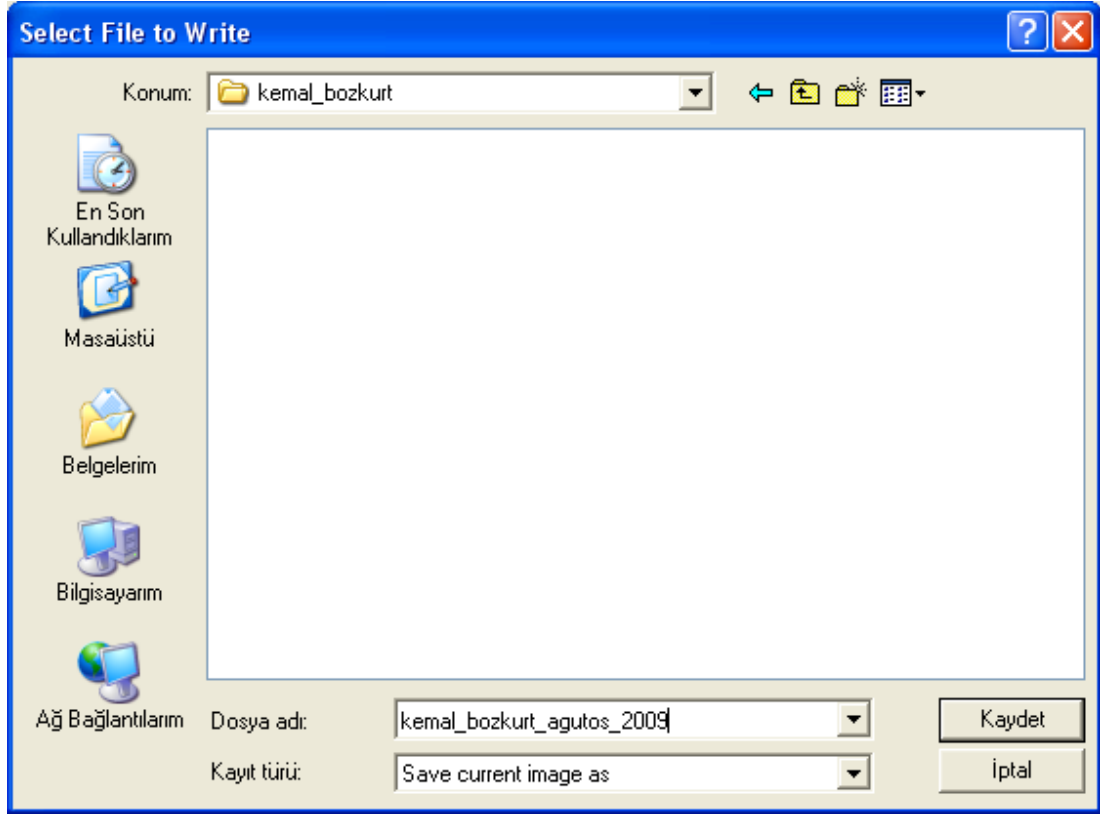 Select File to Write
Konum: kemal_bozkurt
En Son
Kullandıklarım
Masaüstü
Belgelerim
Bilgisayarım
Ağ Bağlantılarım
Dosya adı: kemal_bozkurt_agutos_2009 Kaydet
Kayıt türü: Save current image as İptal